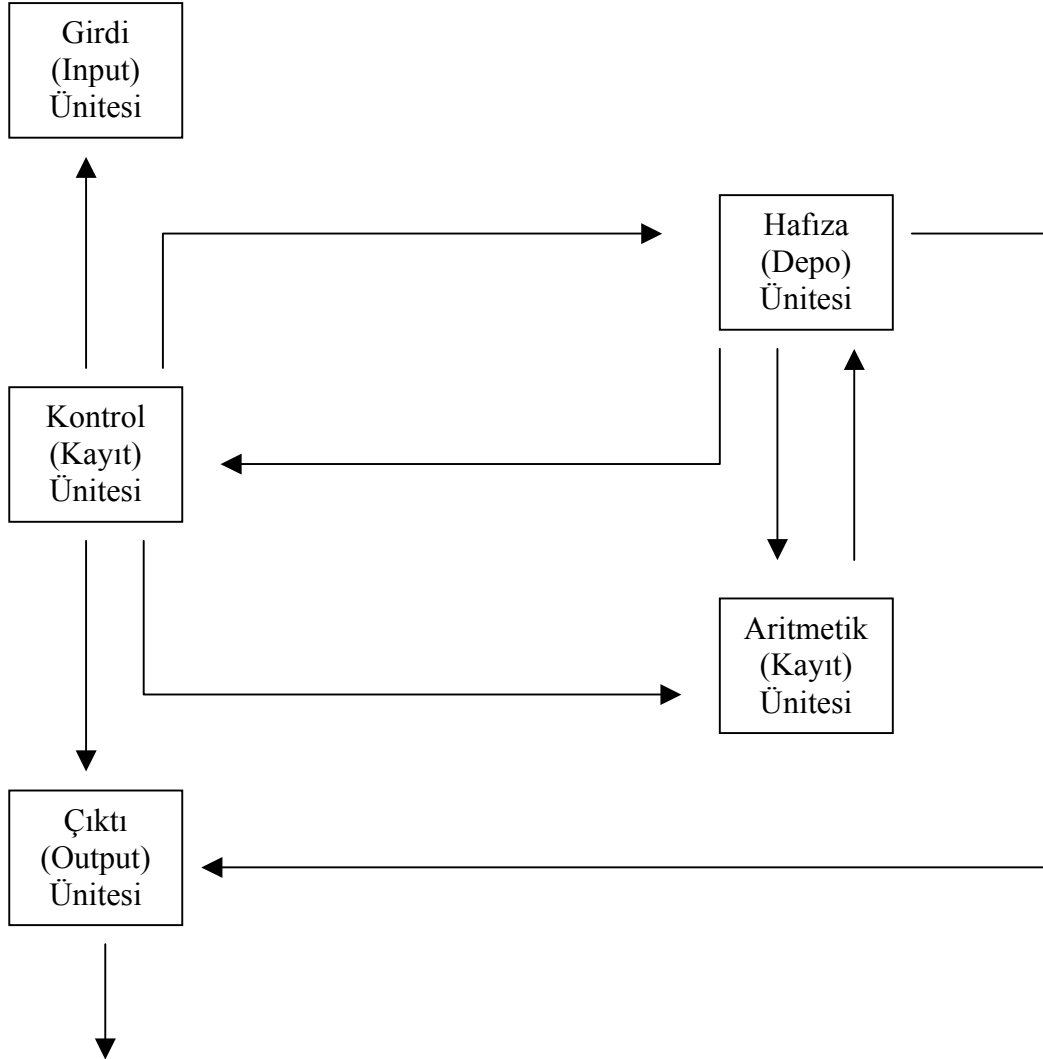 Girdi
(Input)
Ünitesi
Hafıza
(Depo)
Ünitesi
Kontrol
(Kayıt)
Ünitesi
Aritmetik
(Kayıt)
Ünitesi
Çıktı
(Output)
Ünitesi